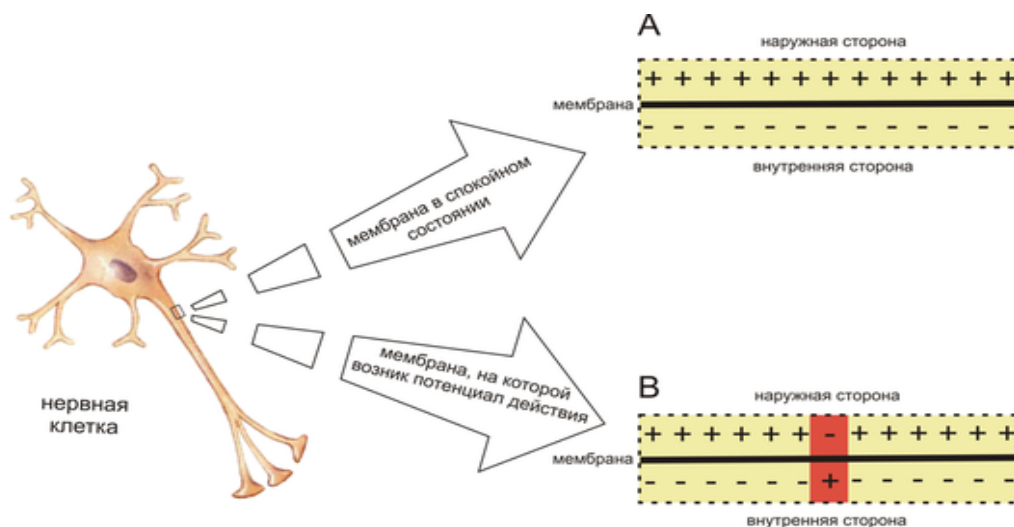 A
наружная сторона
+ + + + + + + + + + + + +
мембрана
- - - - - - - - - - - - -
внутренняя сторона
мембрана в спокойном
состоянии
нервная
клетка
мембрана, на которой
возник потенциал действия
B
наружная сторона
+ + + + + + - + + + + + +
мембрана
- - - - - - + - - - - - -
внутренняя сторона